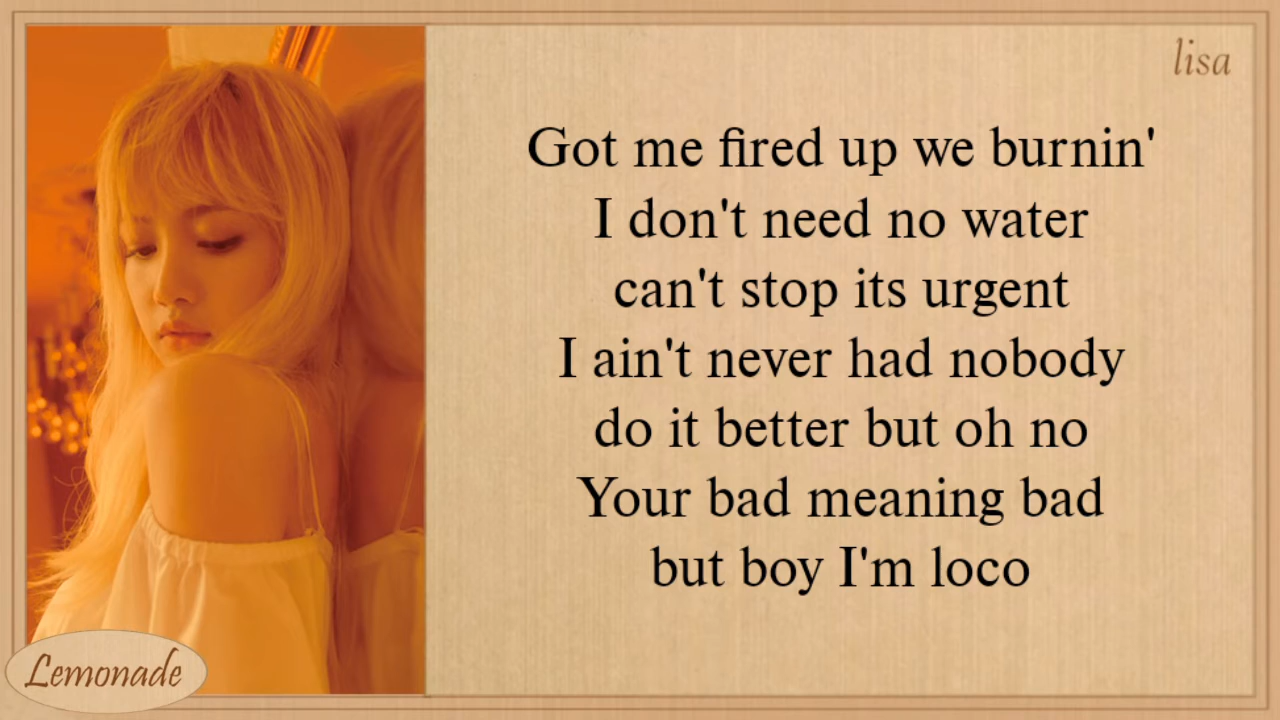 lisa
Got me fired up we burnin'
I don't need no water
can't stop its urgent
I ain't never had nobody
do it better but oh no
Your bad meaning bad
but boy I'm loco
Lemonade